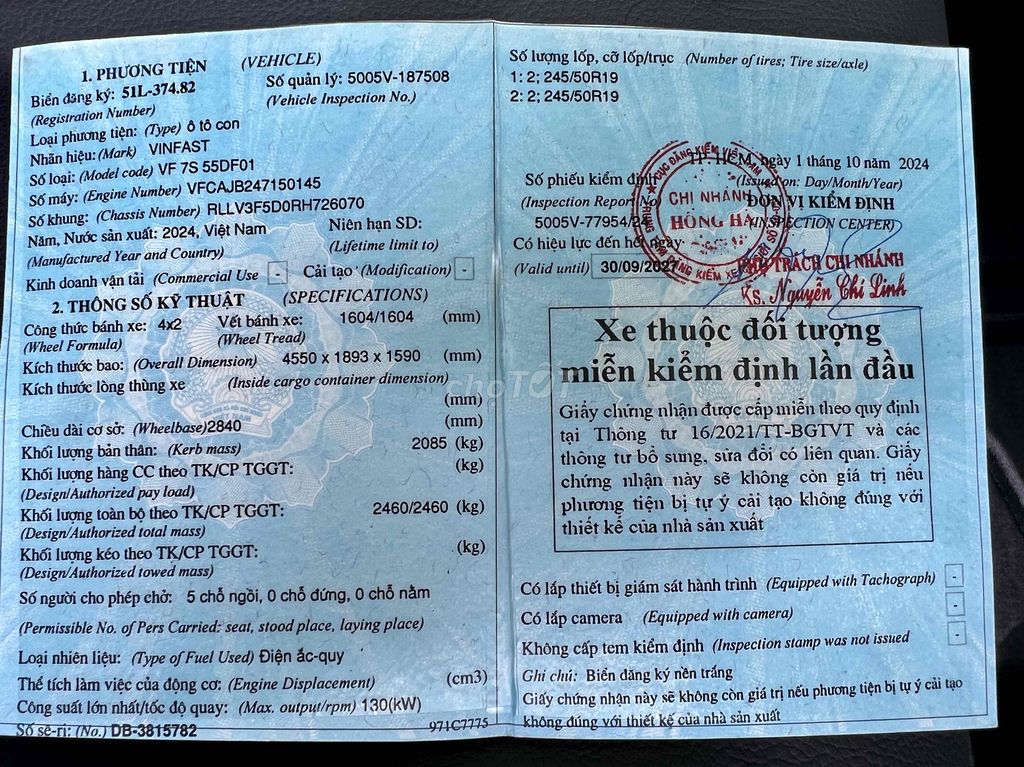 1. PHƯƠNG TIỆN (VEHICLE)
Biển đăng ký: 51L-374.82 Số quản lý: 5005V-187508
(Registration Number) (Vehicle Inspection No.)
Loại phương tiện: (Type) ô tô con
Nhãn hiệu: (Mark) VINFAST
Số loại: (Model code) VF 7S 55DF01
Số máy: (Engine Number) VFCAJB247150145
Số khung: (Chassis Number) RLLV3F5D0RH726070
Năm, Nước sản xuất: 2024, Việt Nam Niên hạn SD:
(Manufactured Year and Country) (Lifetime limit to)
Kinh doanh vận tải (Commercial Use - Cải tạo (Modification) -
2. THÔNG SỐ KỸ THUẬT (SPECIFICATIONS)
Công thức bánh xe: 4x2 Vết bánh xe: 1604/1604 (mm)
(Wheel Formula) (Wheel Tread)
Kích thước bao: (Overall Dimension) 4550 x 1893 x 1590 (mm)
Kích thước lòng thùng xe (Inside cargo container dimension)
(mm)
Chiều dài cơ sở: (Wheelbase)2840 (mm)
Khối lượng bản thân: (Kerb mass) 2085 (kg)
Khối lượng hàng CC theo TK/CP TGGT: (kg)
(Design/Authorized pay load)
Khối lượng toàn bộ theo TK/CP TGGT: 2460/2460 (kg)
(Design/Authorized total mass)
Khối lượng kéo theo TK/CP TGGT: (kg)
(Design/Authorized towed mass)
Số người cho phép chở: 5 chỗ ngồi, 0 chỗ đứng, 0 chỗ nằm
(Permissible No. of Pers Carried: seat, stood place, laying place)
Loại nhiên liệu: (Type of Fuel Used) Điện ắc-quy
Thể tích làm việc của động cơ: (Engine Displacement) (cm3)
Công suất lớn nhất/tốc độ quay: (Max. output/rpm) 130(kW)
Số sê-ri: (No.) DB-3815782 971C7775
Số lượng lốp, cỡ lốp/trục (Number of tires; Tire size/axle)
1: 2; 245/50R19
2: 2; 245/50R19
TP. HCM, ngày 1 tháng 10 năm 2024
Số phiếu kiểm định (Issued on: Day/Month/Year)
(Inspection Report No) ĐƠN VỊ KIỂM ĐỊNH
5005V-77954/24 (INSPECTION CENTER)
CHI NHÁNH
HỒNG HÀ
Có hiệu lực đến hết ngày
(Valid until) 30/09/2027 PHỤ TRÁCH CHI NHÁNH
KS. Nguyễn Chí Linh
Xe thuộc đối tượng
miễn kiểm định lần đầu
Giấy chứng nhận được cấp miễn theo quy định
tại Thông tư 16/2021/TT-BGTVT và các
thông tư bổ sung, sửa đổi có liên quan. Giấy
chứng nhận này sẽ không còn giá trị nếu
phương tiện bị tự ý cải tạo không đúng với
thiết kế của nhà sản xuất
Có lắp thiết bị giám sát hành trình (Equipped with Tachograph) -
Có lắp camera (Equipped with camera) -
Không cấp tem kiểm định (Inspection stamp was not issued -
Ghi chú: Biển đăng ký nền trắng
Giấy chứng nhận này sẽ không còn giá trị nếu phương tiện bị tự ý cải tạo
không đúng với thiết kế của nhà sản xuất
chợTỐT